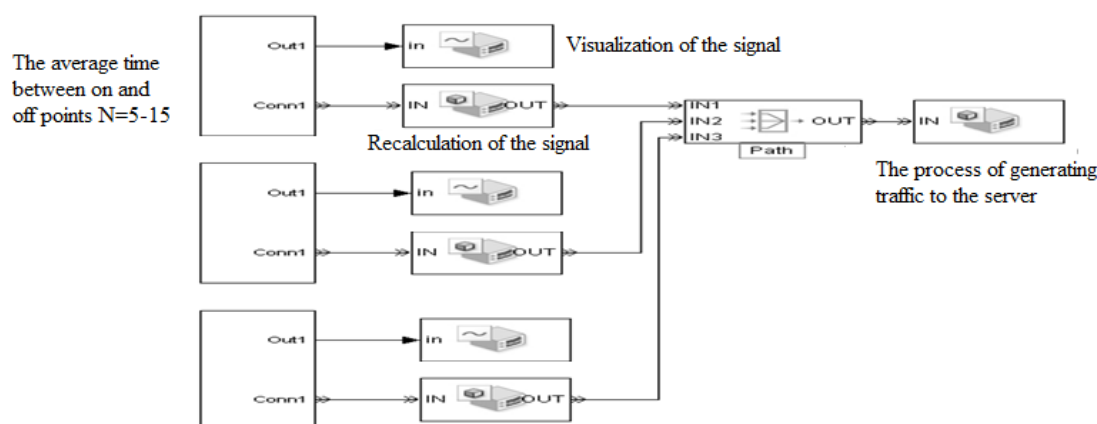 The average time
between on and
off points N=5-15
Out1
in
Visualization of the signal
Conn1
IN
OUT
Recalculation of the signal
IN1
IN2
IN3
OUT
Path
IN
The process of generating
traffic to the server
Out1
in
Conn1
IN
OUT
Out1
in
Conn1
IN
OUT